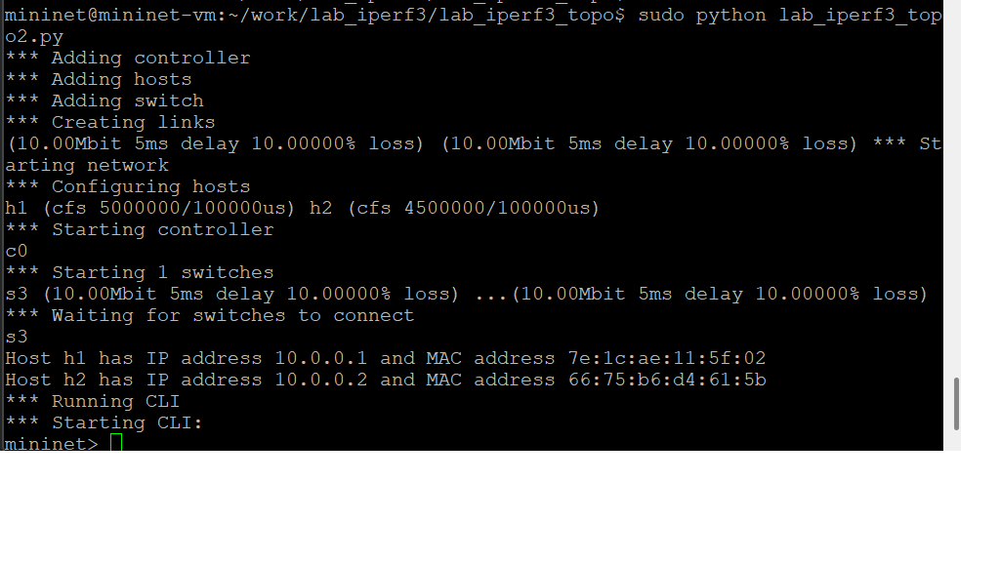 mininet@mininet-vm:~/work/lab_iperf3/lab_iperf3_topo$ sudo python lab_iperf3_top
o2.py
*** Adding controller
*** Adding hosts
*** Adding switch
*** Creating links
(10.00Mbit 5ms delay 10.00000% loss) (10.00Mbit 5ms delay 10.00000% loss) *** St
arting network
*** Configuring hosts
h1 (cfs 5000000/100000us) h2 (cfs 4500000/100000us)
*** Starting controller
c0
*** Starting 1 switches
s3 (10.00Mbit 5ms delay 10.00000% loss) ...(10.00Mbit 5ms delay 10.00000% loss)
*** Waiting for switches to connect
s3
Host h1 has IP address 10.0.0.1 and MAC address 7e:1c:ae:11:5f:02
Host h2 has IP address 10.0.0.2 and MAC address 66:75:b6:d4:61:5b
*** Running CLI
*** Starting CLI:
mininet>